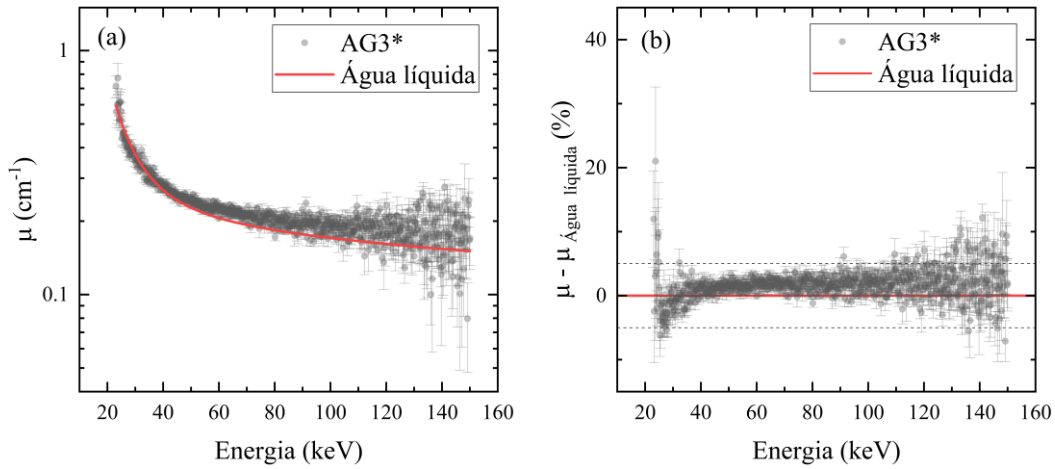 (a)
AG3*
Água líquida
1
0.1
μ (cm⁻¹)
20 40 60 80 100 120 140 160
Energia (keV)
(b)
AG3*
Água líquida
40
20
0
μ - μ Água líquida (%)
20 40 60 80 100 120 140 160
Energia (keV)